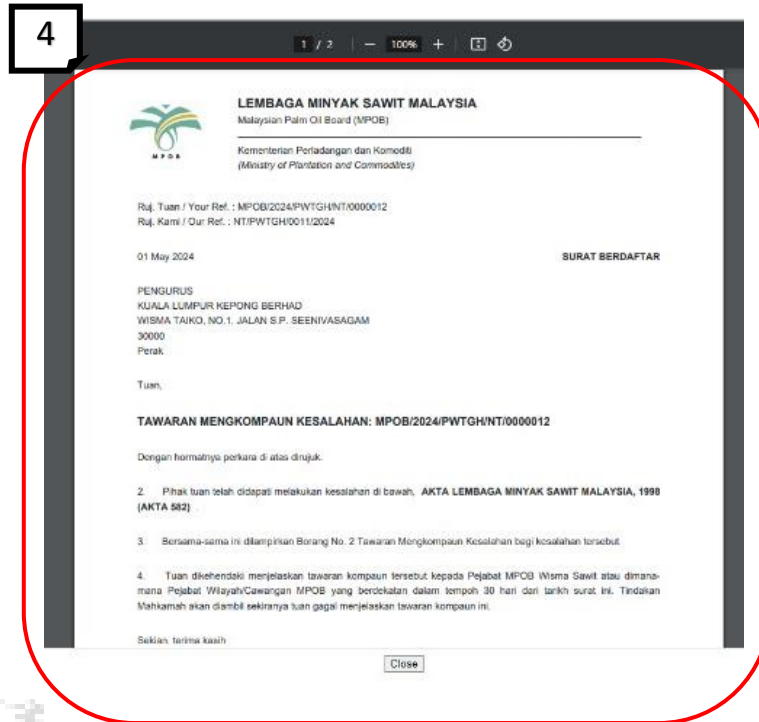 4
1 / 2 | − 100% +
LEMBAGA MINYAK SAWIT MALAYSIA
Malaysian Palm Oil Board (MPOB)
Kementerian Perladangan dan Komoditi
(Ministry of Plantation and Commodities)
MPOB
Ruj. Tuan / Your Ref. : MPOB/2024/PWTGH/NT/0000012
Ruj. Kami / Our Ref. : NT/PWTGH/0011/2024
01 May 2024 SURAT BERDAFTAR
PENGURUS
KUALA LUMPUR KEPONG BERHAD
WISMA TAIKO, NO.1, JALAN S.P. SEENIVASAGAM
30000
Perak
Tuan,
TAWARAN MENGKOMPAUN KESALAHAN: MPOB/2024/PWTGH/NT/0000012
Dengan hormatnya perkara di atas dirujuk.
2. Pihak tuan telah didapati melakukan kesalahan di bawah, AKTA LEMBAGA MINYAK SAWIT MALAYSIA, 1998
(AKTA 582) .
3. Bersama-sama ini dilampirkan Borang No. 2 Tawaran Mengkompaun Kesalahan bagi kesalahan tersebut.
4. Tuan dikehendaki menjelaskan tawaran kompaun tersebut kepada Pejabat MPOB Wisma Sawit atau dimana-
mana Pejabat Wilayah/Cawangan MPOB yang berdekatan dalam tempoh 30 hari dari tarikh surat ini. Tindakan
Mahkamah akan diambil sekiranya tuan gagal menjelaskan tawaran kompaun ini.
Sekian, terima kasih
Close